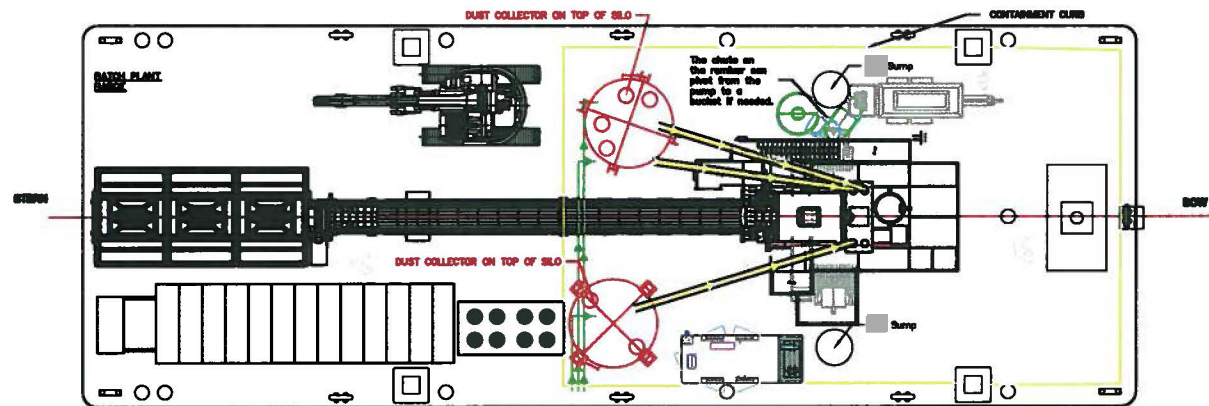 DUST COLLECTOR ON TOP OF SILO
CONTAINMENT CURB
BATCH PLANT
BARGE
The chute on
the remixer can
pivot from the
pump to a
bucket if needed.
Sump
STERN
BOW
DUST COLLECTOR ON TOP OF SILO
Sump